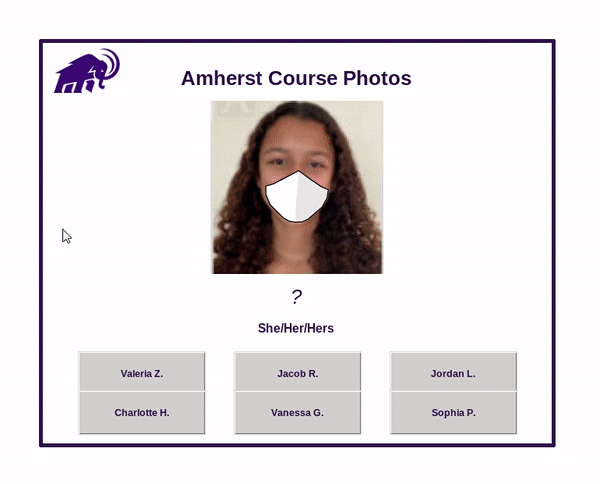 Amherst Course Photos
?
She/Her/Hers
Valeria Z.
Jacob R.
Jordan L.
Charlotte H.
Vanessa G.
Sophia P.